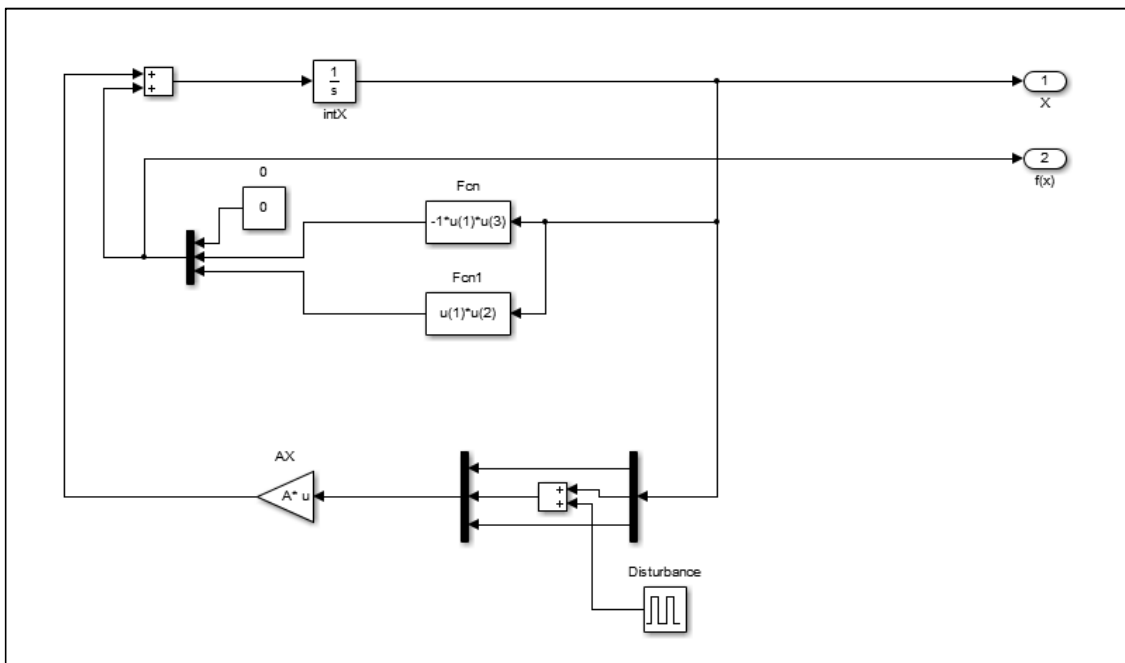 +
+
1
s
intX
1
X
2
f(x)
0
0
Fcn
-1*u(1)*u(3)
Fcn1
u(1)*u(2)
AX
A* u
+
+
Disturbance